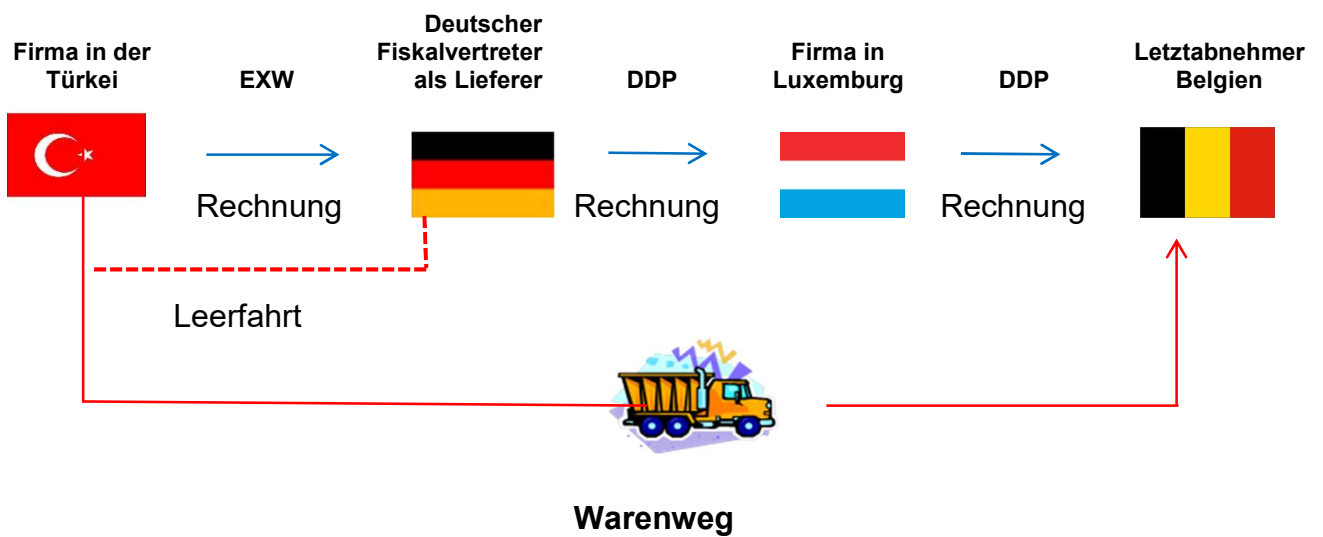 Firma in der
Türkei
EXW
Deutscher
Fiskalvertreter
als Lieferer
DDP
Firma in
Luxemburg
DDP
Letztabnehmer
Belgien
Rechnung
Rechnung
Rechnung
Leerfahrt
Warenweg